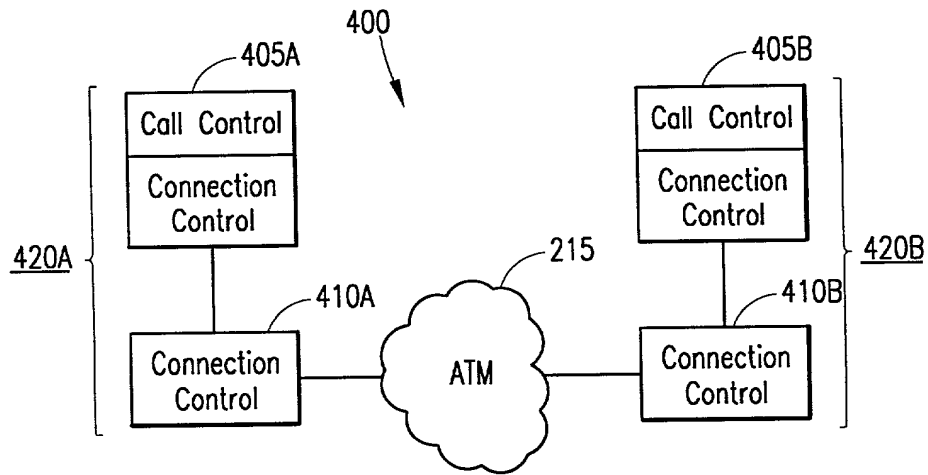 400
405A
405B
Call Control
Connection
Control
Call Control
Connection
Control
420A
420B
215
410A
410B
Connection
Control
ATM
Connection
Control